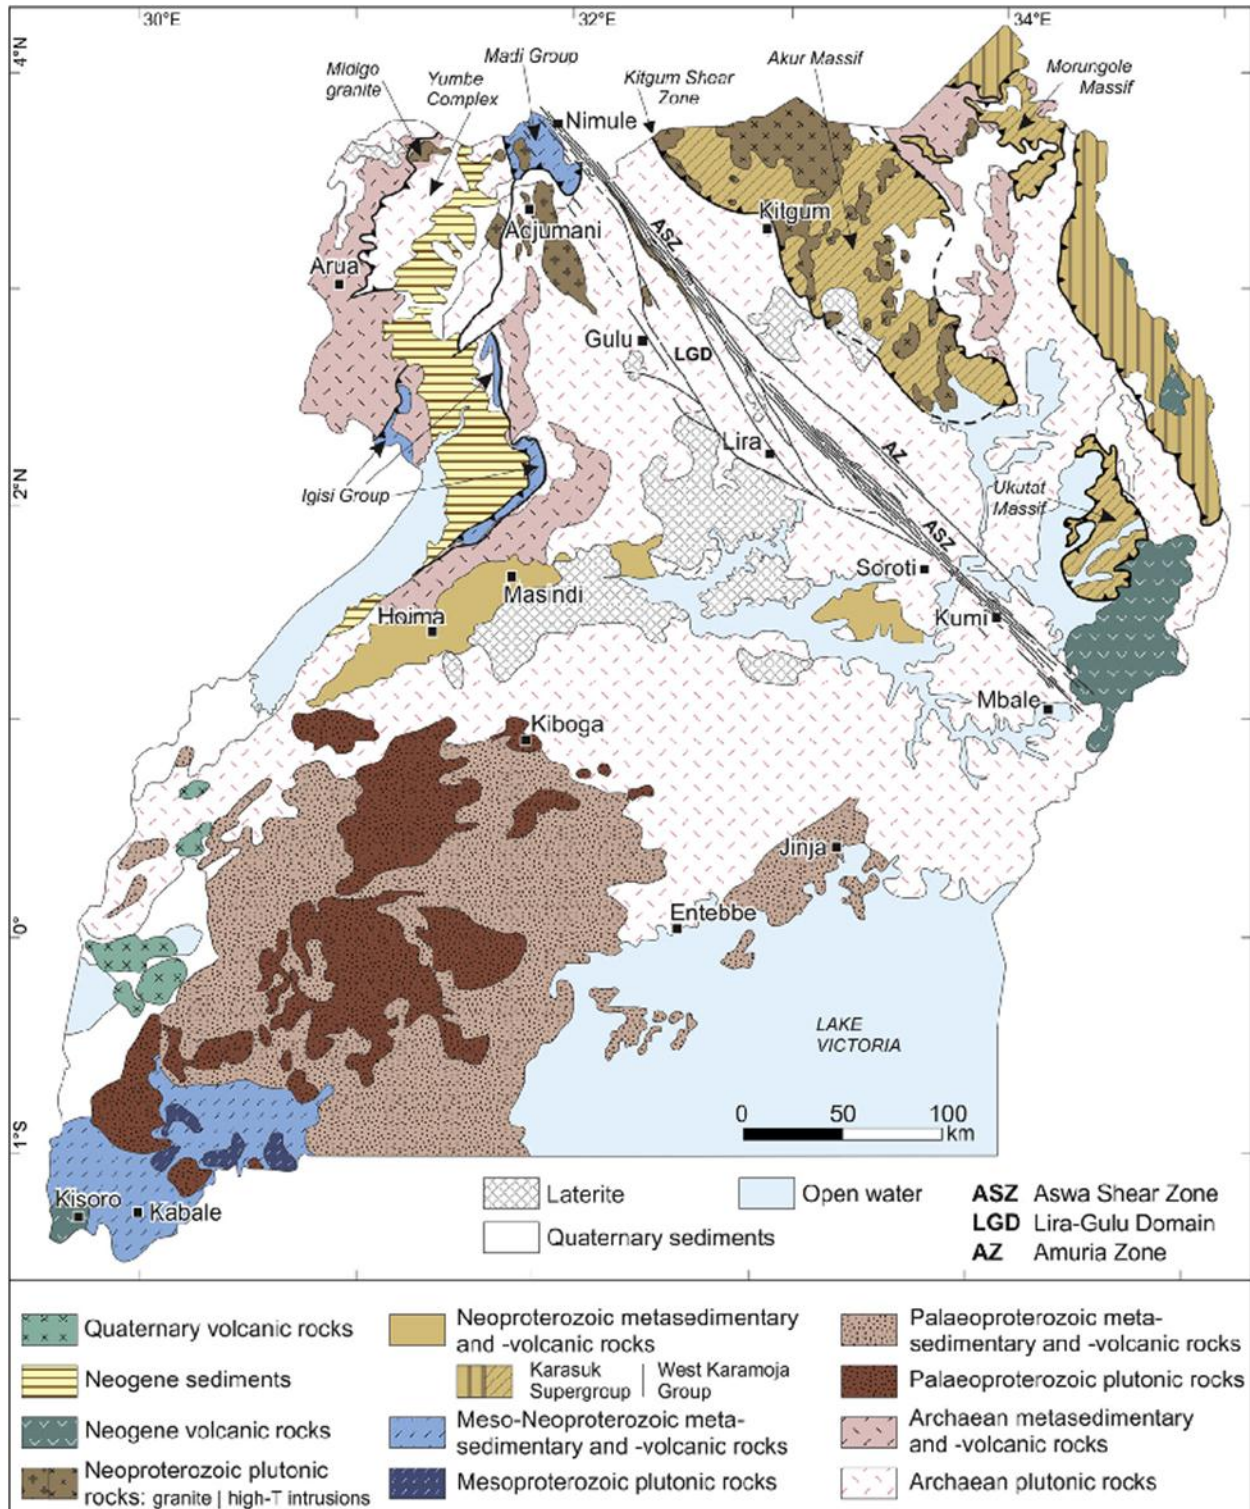 30°E
32°E
34°E
4°N
2°N
0°
1°S
Midigo
granite
Yumbe
Complex
Madi Group
Nimule
Kitgum Shear
Zone
Akur Massif
Morungole
Massif
Adjumani
Arua
ASZ
Kitgum
Gulu
LGD
Lira
AZ
Igisi Group
Ukutat
Massif
ASZ
Soroti
Masindi
Hoima
Kumi
Mbale
Kiboga
Jinja
Entebbe
LAKE
VICTORIA
0 50 100
km
Kisoro
Kabale
Laterite
Open water
Quaternary sediments
ASZ Aswa Shear Zone
LGD Lira-Gulu Domain
AZ Amuria Zone
Quaternary volcanic rocks
Neogene sediments
Neogene volcanic rocks
Neoproterozoic plutonic
rocks: granite | high-T intrusions
Neoproterozoic metasedimentary
and -volcanic rocks
Karasuk | West Karamoja
Supergroup | Group
Meso-Neoproterozoic meta-
sedimentary and -volcanic rocks
Mesoproterozoic plutonic rocks
Palaeoproterozoic meta-
sedimentary and -volcanic rocks
Palaeoproterozoic plutonic rocks
Archaean metasedimentary
and -volcanic rocks
Archaean plutonic rocks